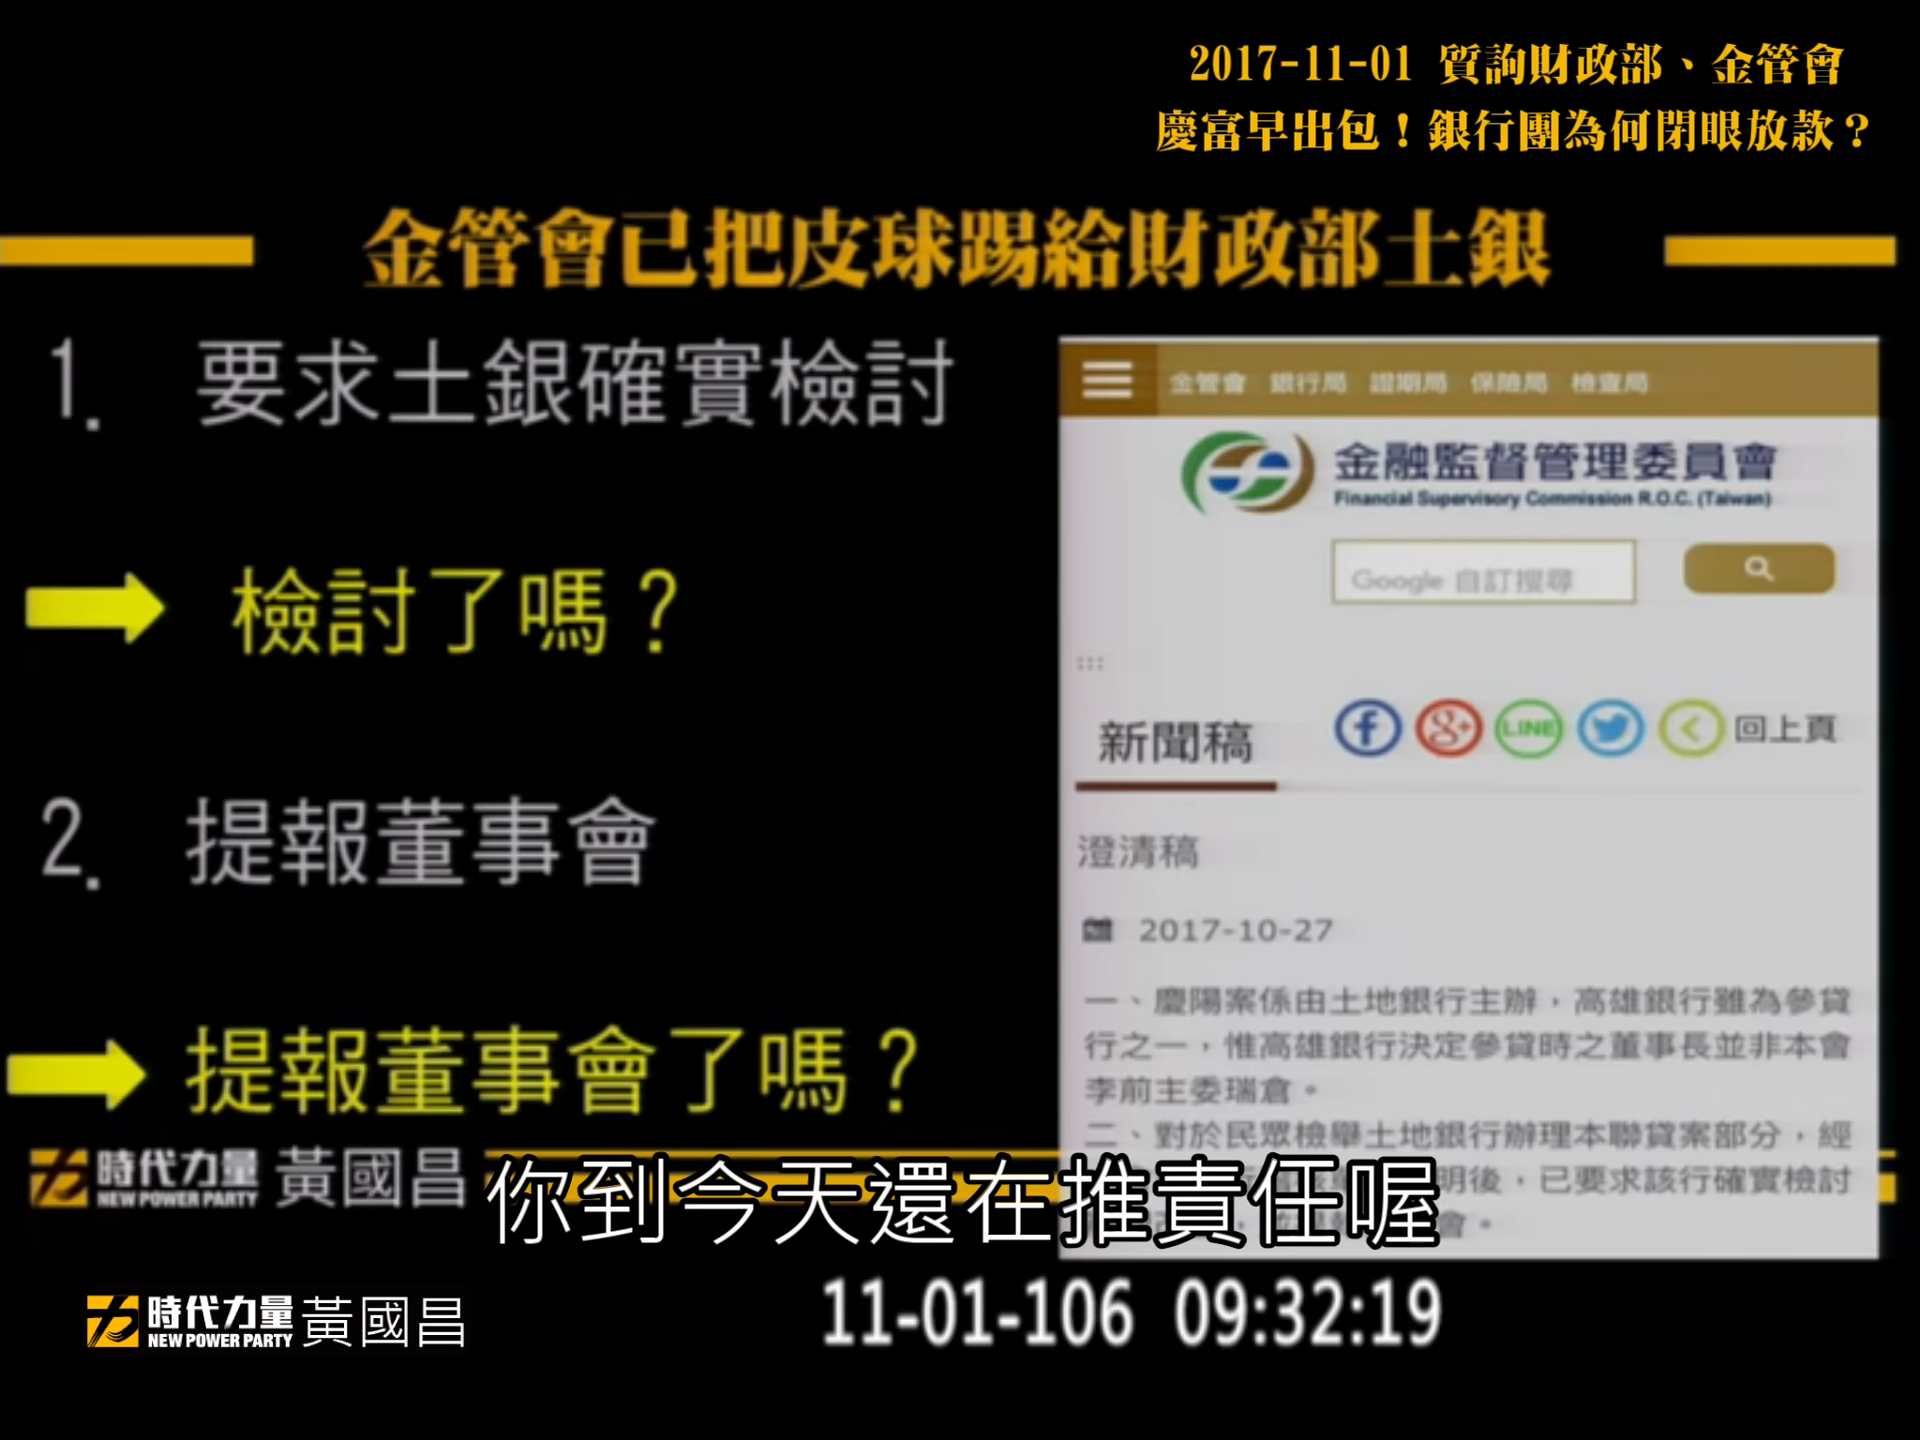 2017-11-01 質詢財政部、金管會
慶富早出包！銀行團為何閉眼放款？
金管會已把皮球踢給財政部土銀
1. 要求土銀確實檢討
檢討了嗎？
2. 提報董事會
提報董事會了嗎？
金管會 銀行局 證期局 保險局 檢查局
金融監督管理委員會
Financial Supervisory Commission R.O.C. (Taiwan)
Google 自訂搜尋
新聞稿
LINE
回上頁
澄清稿
2017-10-27
一、慶陽案係由土地銀行主辦，高雄銀行雖為參貸
行之一，惟高雄銀行決定參貸時之董事長並非本會
李前主委瑞倉。
二、對於民眾檢舉土地銀行辦理本聯貸案部分，經
明後，已要求該行確實檢討
會。
時代力量 黃國昌
NEW POWER PARTY
你到今天還在推責任喔
時代力量 黃國昌
NEW POWER PARTY
11-01-106 09:32:19